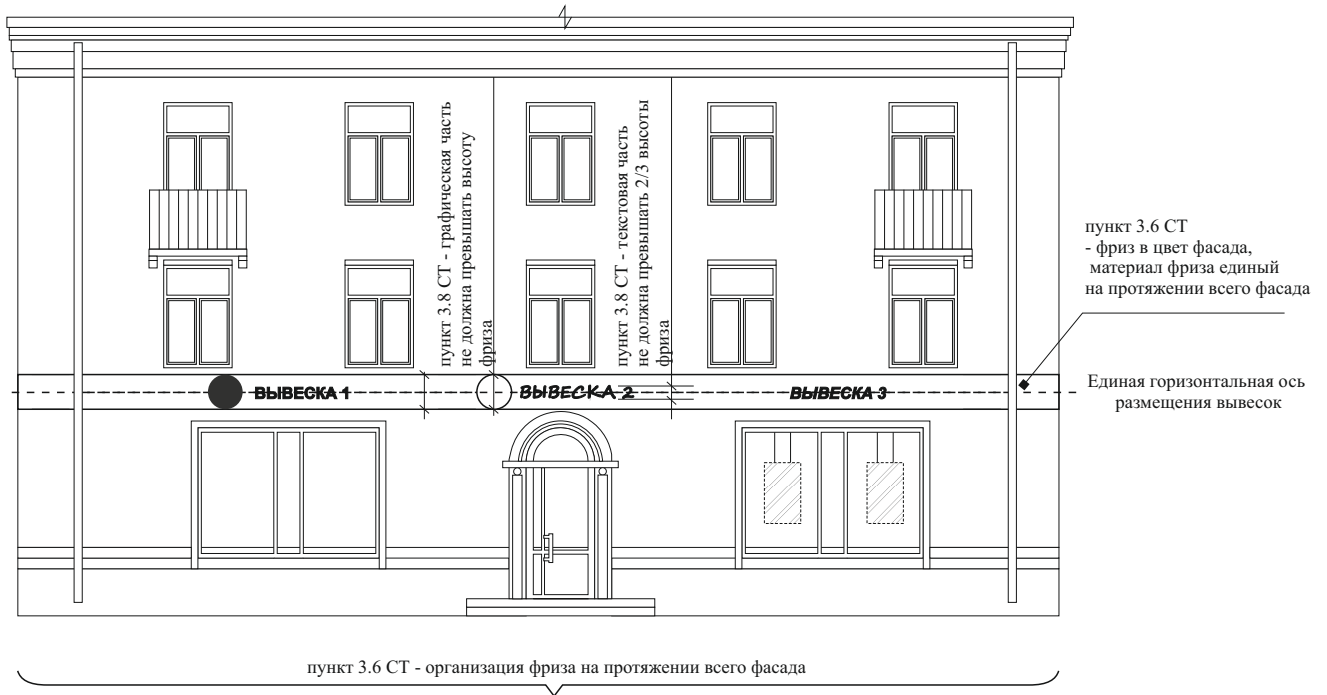 пункт 3.8 СТ - графическая часть
не должна превышать высоту
фриза
пункт 3.8 СТ - текстовая часть
не должна превышать 2/3 высоты
фриза
пункт 3.6 СТ
- фриз в цвет фасада,
материал фриза единый
на протяжении всего фасада
ВЫВЕСКА 1
ВЫВЕСКА 2
ВЫВЕСКА 3
Единая горизонтальная ось
размещения вывесок
пункт 3.6 СТ - организация фриза на протяжении всего фасада